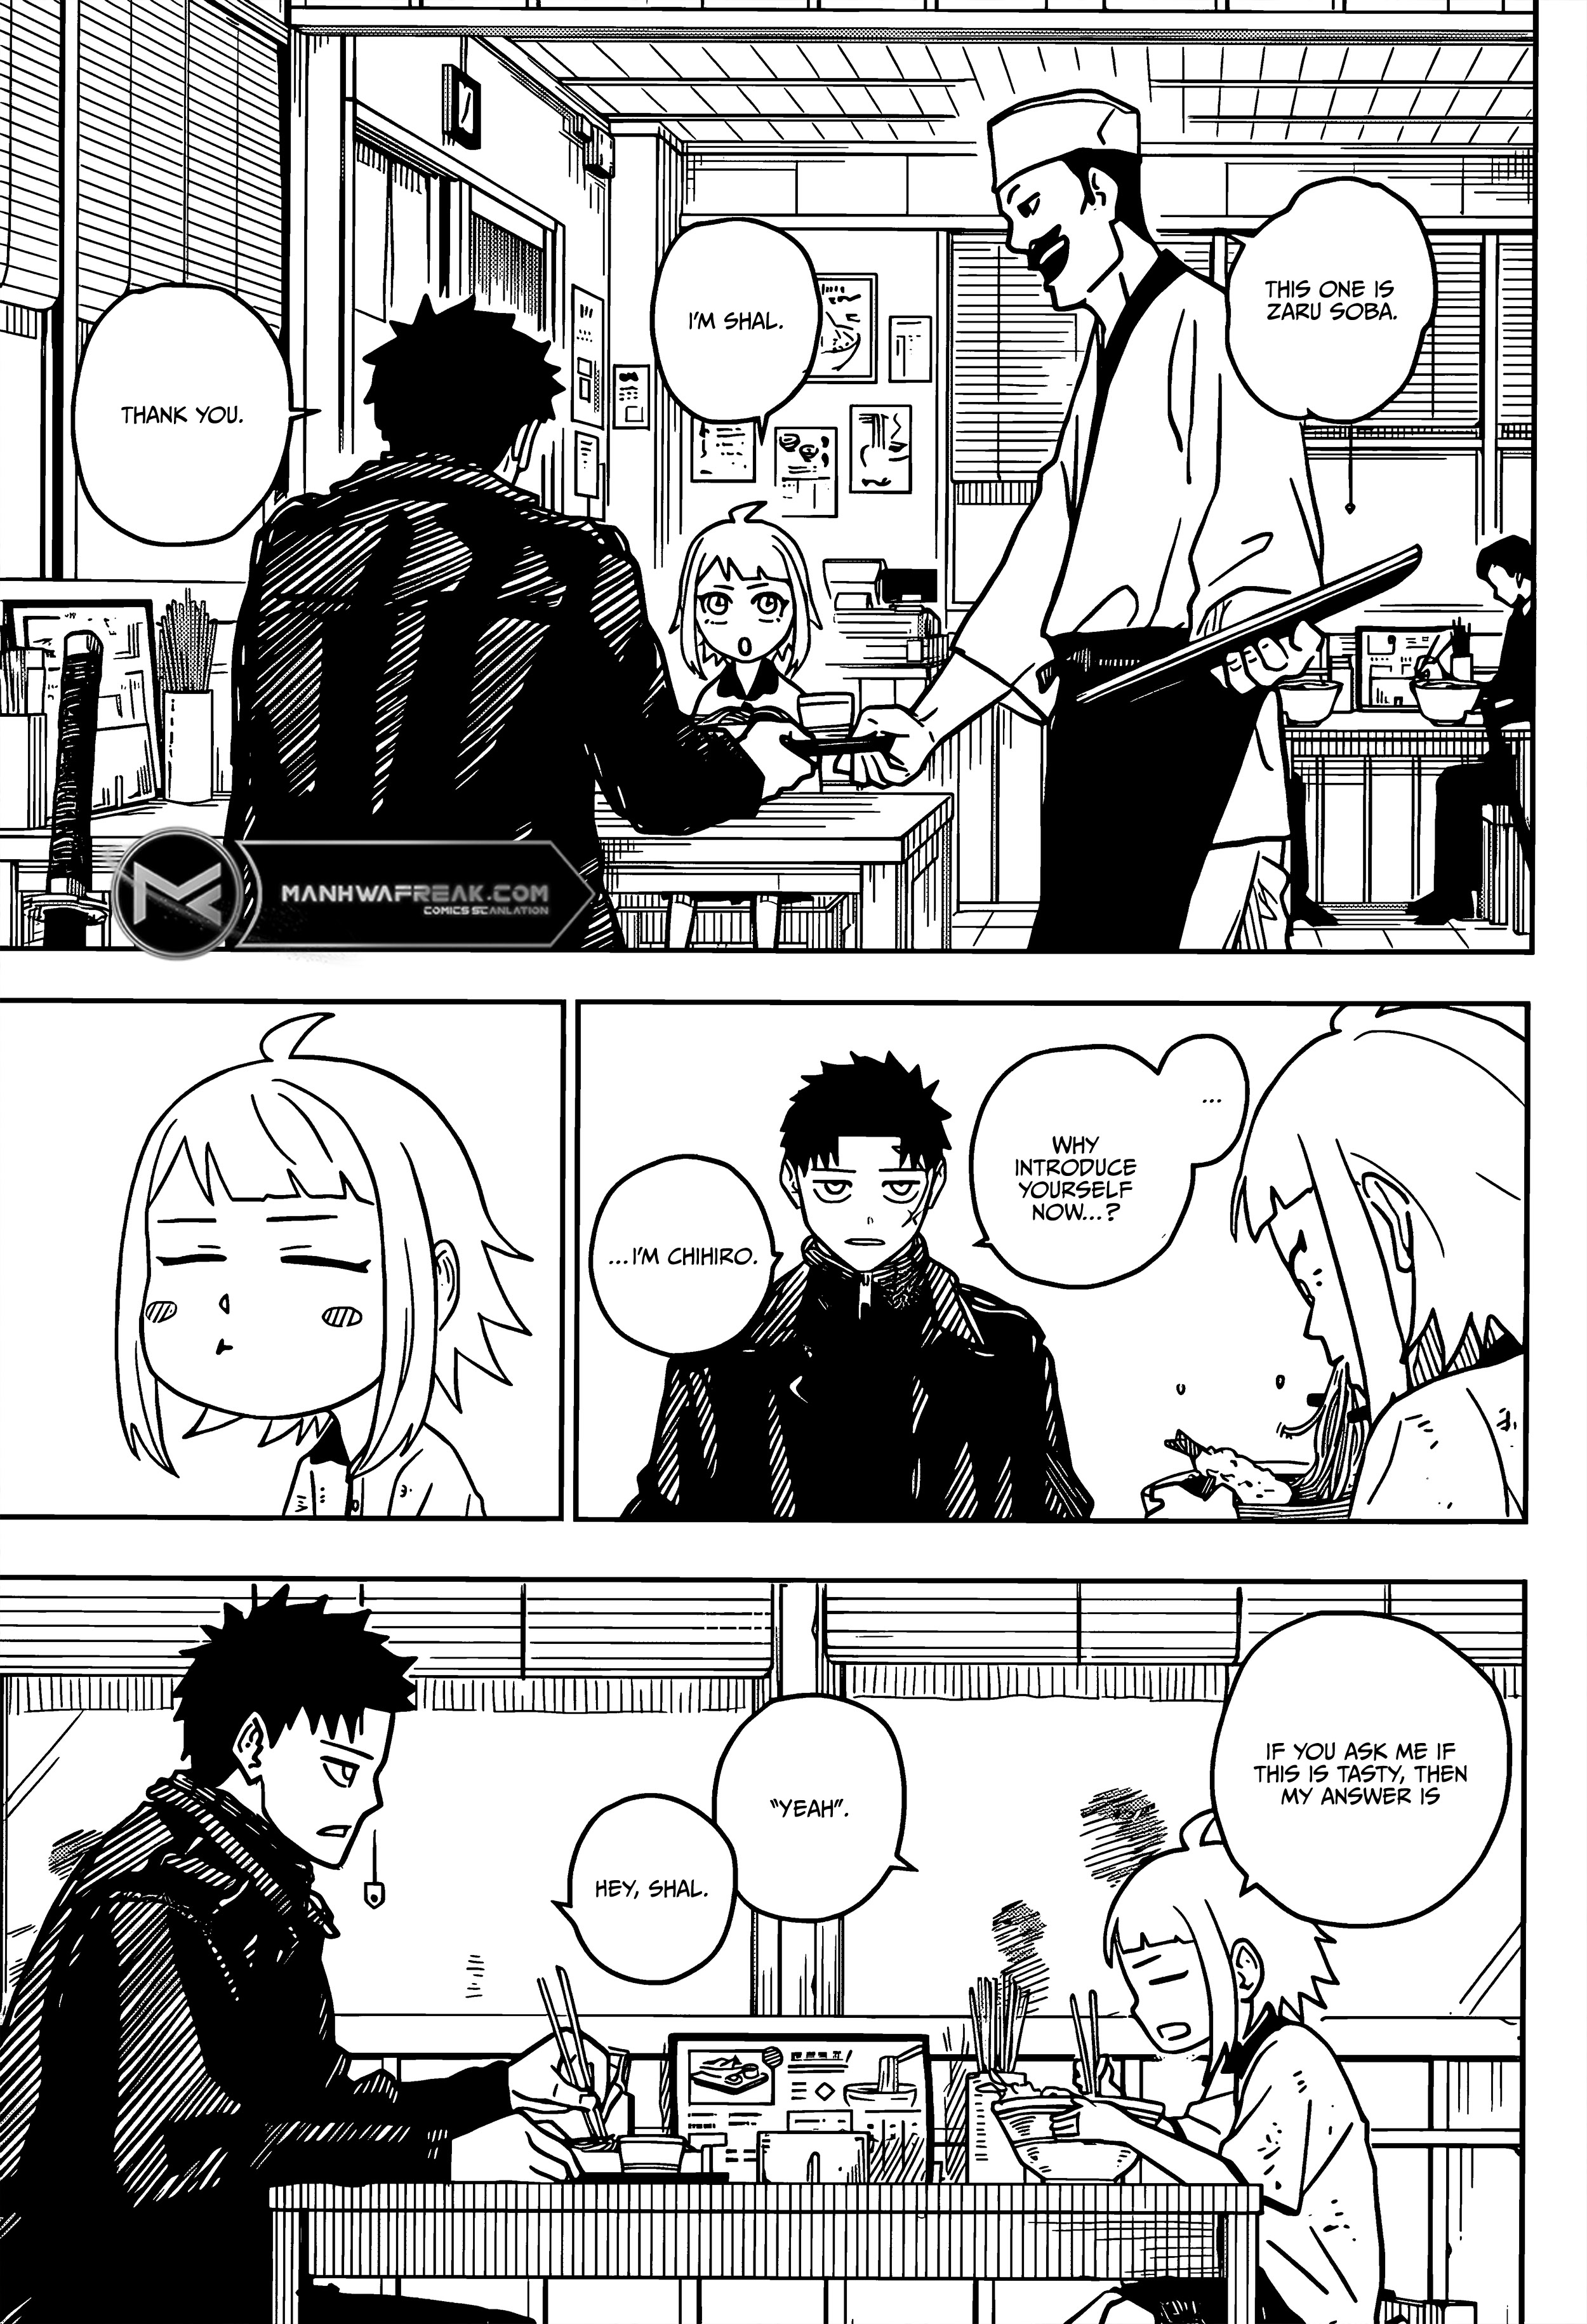 THIS ONE IS
ZARU SOBA.
I'M SHAL.
THANK YOU.
MANHWAFREAK.COM
COMICS SCANLATION
...
WHY
INTRODUCE
YOURSELF
NOW...?
...I'M CHIHIRO.
IF YOU ASK ME IF
THIS IS TASTY, THEN
MY ANSWER IS
"YEAH".
HEY, SHAL.